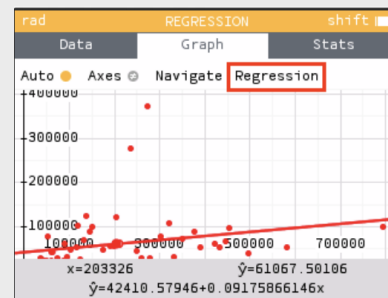 rad REGRESSION shift
Data Graph Stats
Auto Axes Navigate Regression
400000
300000
200000
100000
100000 300000 500000 700000
x=203326 ŷ=61067.50106
ŷ=42410.57946+0.09175866146x